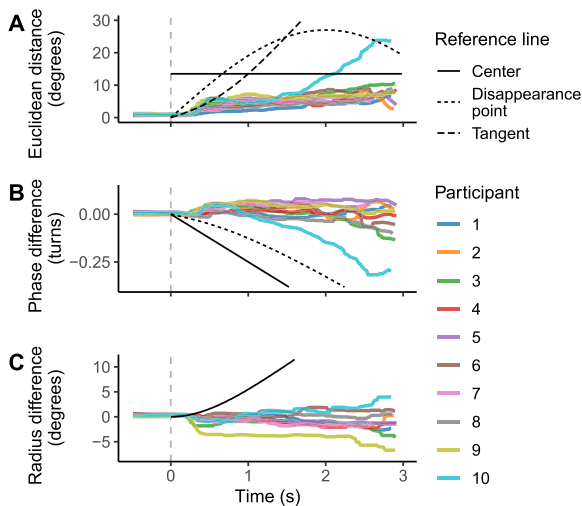 A
Euclidean distance
(degrees)
30
20
10
0
B
Phase difference
(turns)
0.00
−0.25
C
Radius difference
(degrees)
10
5
0
−5
0
1
2
3
Time (s)
Reference line
Center
Disappearance
point
Tangent
Participant
1
2
3
4
5
6
7
8
9
10